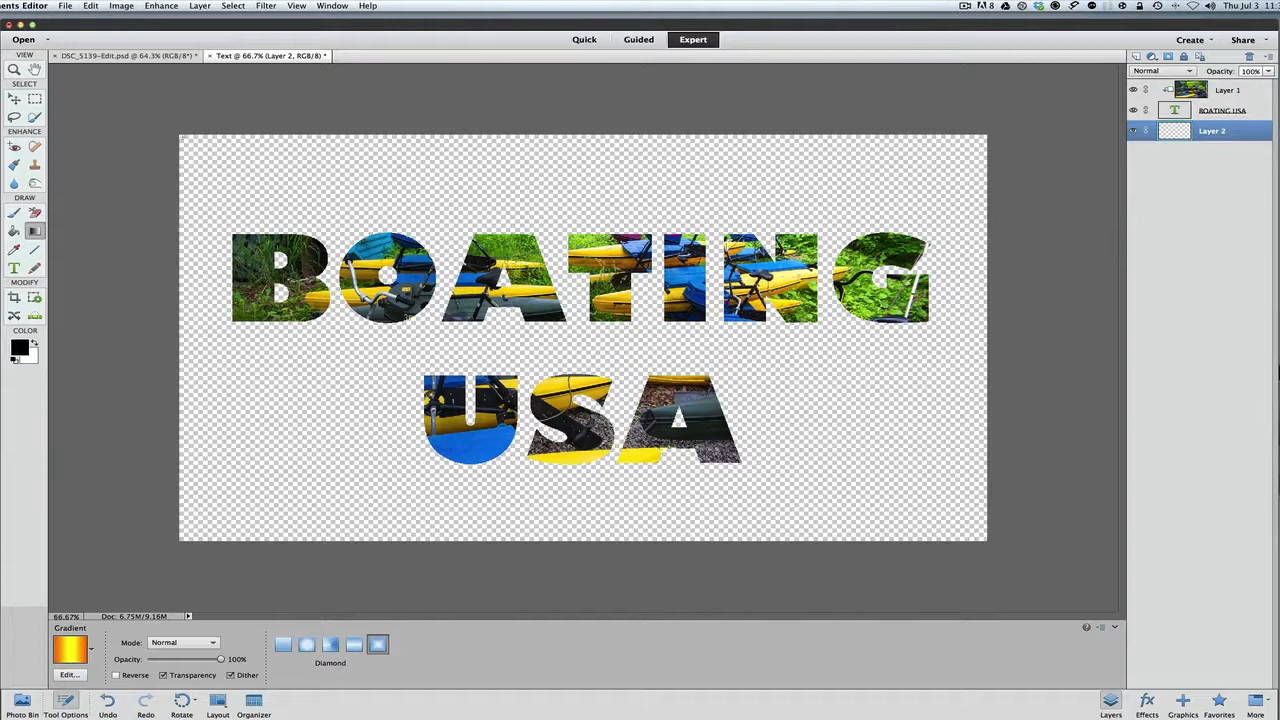 ments Editor File Edit Image Enhance Layer Select Filter View Window Help Thu Jul 3
Open Quick Guided Expert Create Share
VIEW
DSC_5139-Edit.psd @ 64.3% (RGB/8*) * Text @ 66.7% (Layer 2, RGB/8) *
Normal Opacity: 100%
SELECT
Layer 1
T BOATING USA
Layer 2
ENHANCE
DRAW
T
MODIFY
COLOR
BOATING
USA
66.67% Doc: 6.75M/9.16M
Gradient
Mode: Normal
Opacity: 100%
Diamond
Edit... Reverse Transparency Dither
Photo Bin Tool Options Undo Redo Rotate Layout Organizer Layers Effects Graphics Favorites More